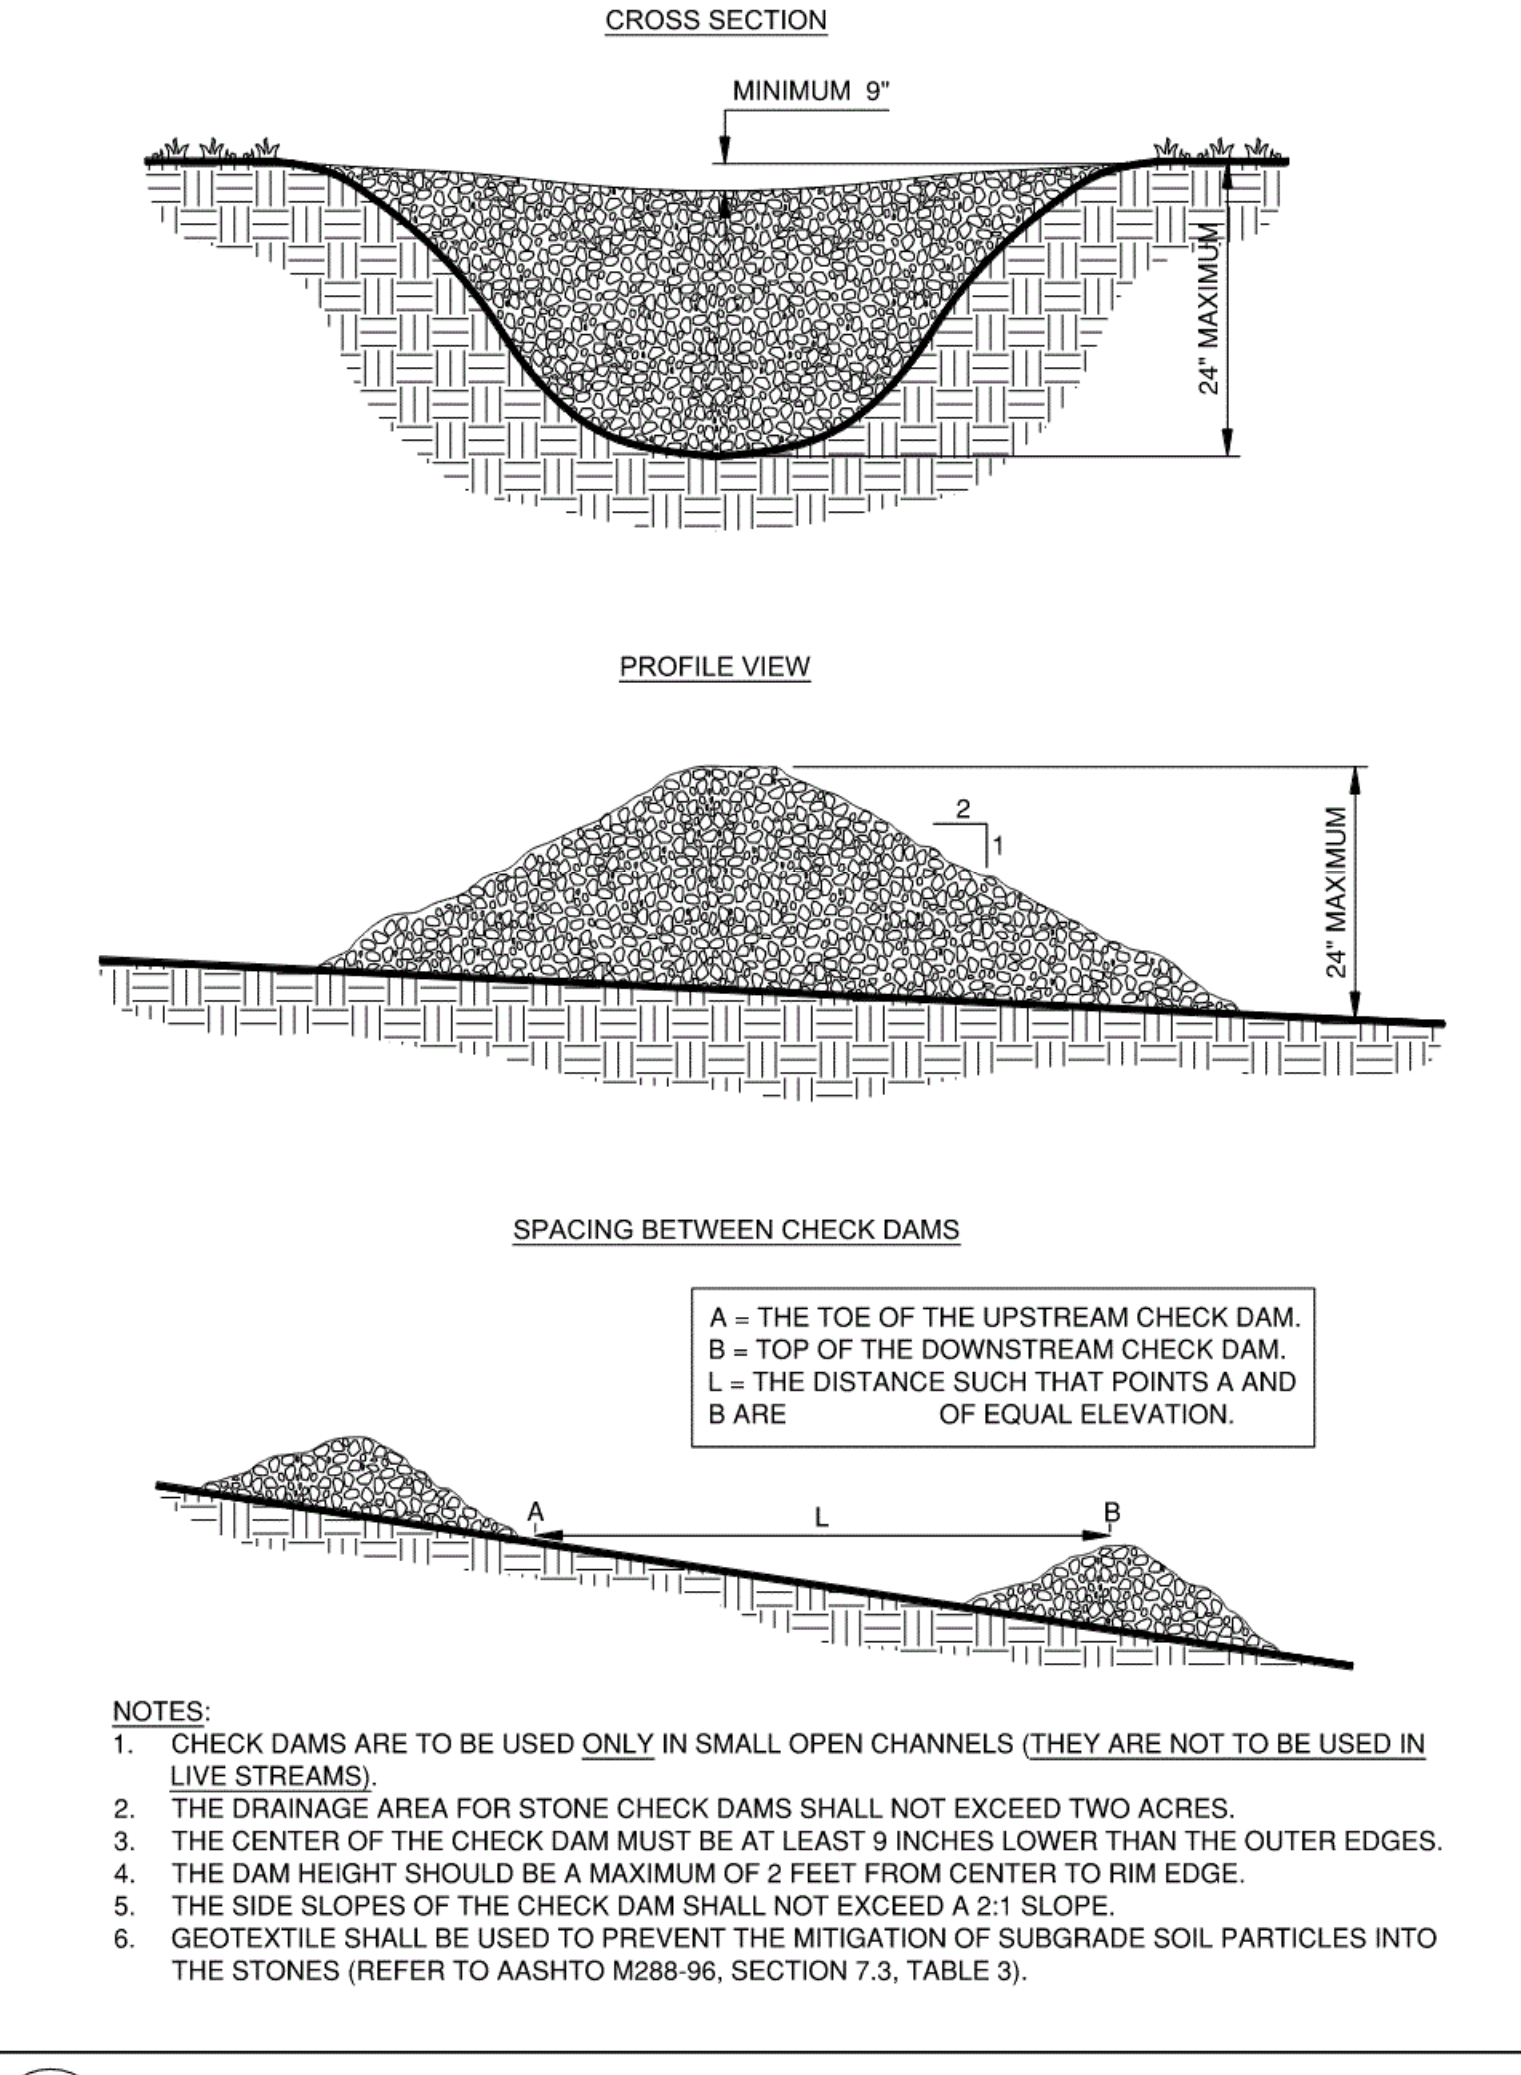 CROSS SECTION
MINIMUM 9"
24" MAXIMUM
PROFILE VIEW
2
1
24" MAXIMUM
SPACING BETWEEN CHECK DAMS
A = THE TOE OF THE UPSTREAM CHECK DAM.
B = TOP OF THE DOWNSTREAM CHECK DAM.
L = THE DISTANCE SUCH THAT POINTS A AND
B ARE OF EQUAL ELEVATION.
A
L
B
NOTES:
1. CHECK DAMS ARE TO BE USED ONLY IN SMALL OPEN CHANNELS (THEY ARE NOT TO BE USED IN
LIVE STREAMS).
2. THE DRAINAGE AREA FOR STONE CHECK DAMS SHALL NOT EXCEED TWO ACRES.
3. THE CENTER OF THE CHECK DAM MUST BE AT LEAST 9 INCHES LOWER THAN THE OUTER EDGES.
4. THE DAM HEIGHT SHOULD BE A MAXIMUM OF 2 FEET FROM CENTER TO RIM EDGE.
5. THE SIDE SLOPES OF THE CHECK DAM SHALL NOT EXCEED A 2:1 SLOPE.
6. GEOTEXTILE SHALL BE USED TO PREVENT THE MITIGATION OF SUBGRADE SOIL PARTICLES INTO
THE STONES (REFER TO AASHTO M288-96, SECTION 7.3, TABLE 3).